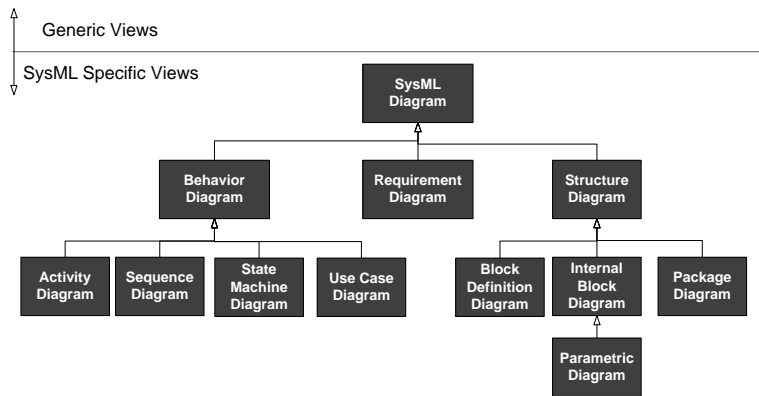 Generic Views
SysML Specific Views
SysML
Diagram
Behavior
Diagram
Requirement
Diagram
Structure
Diagram
Activity
Diagram
Sequence
Diagram
State
Machine
Diagram
Use Case
Diagram
Block
Definition
Diagram
Internal
Block
Diagram
Package
Diagram
Parametric
Diagram